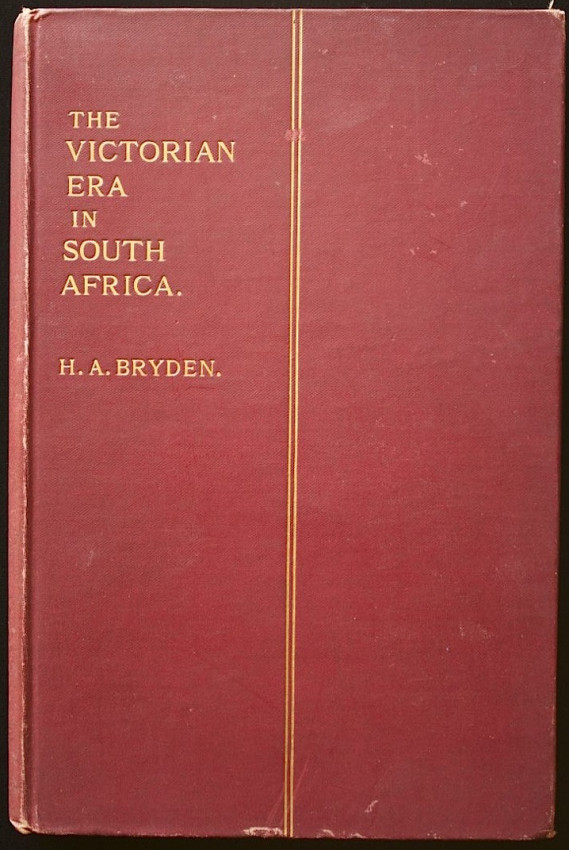 THE
VICTORIAN
ERA
IN
SOUTH
AFRICA.
H. A. BRYDEN.